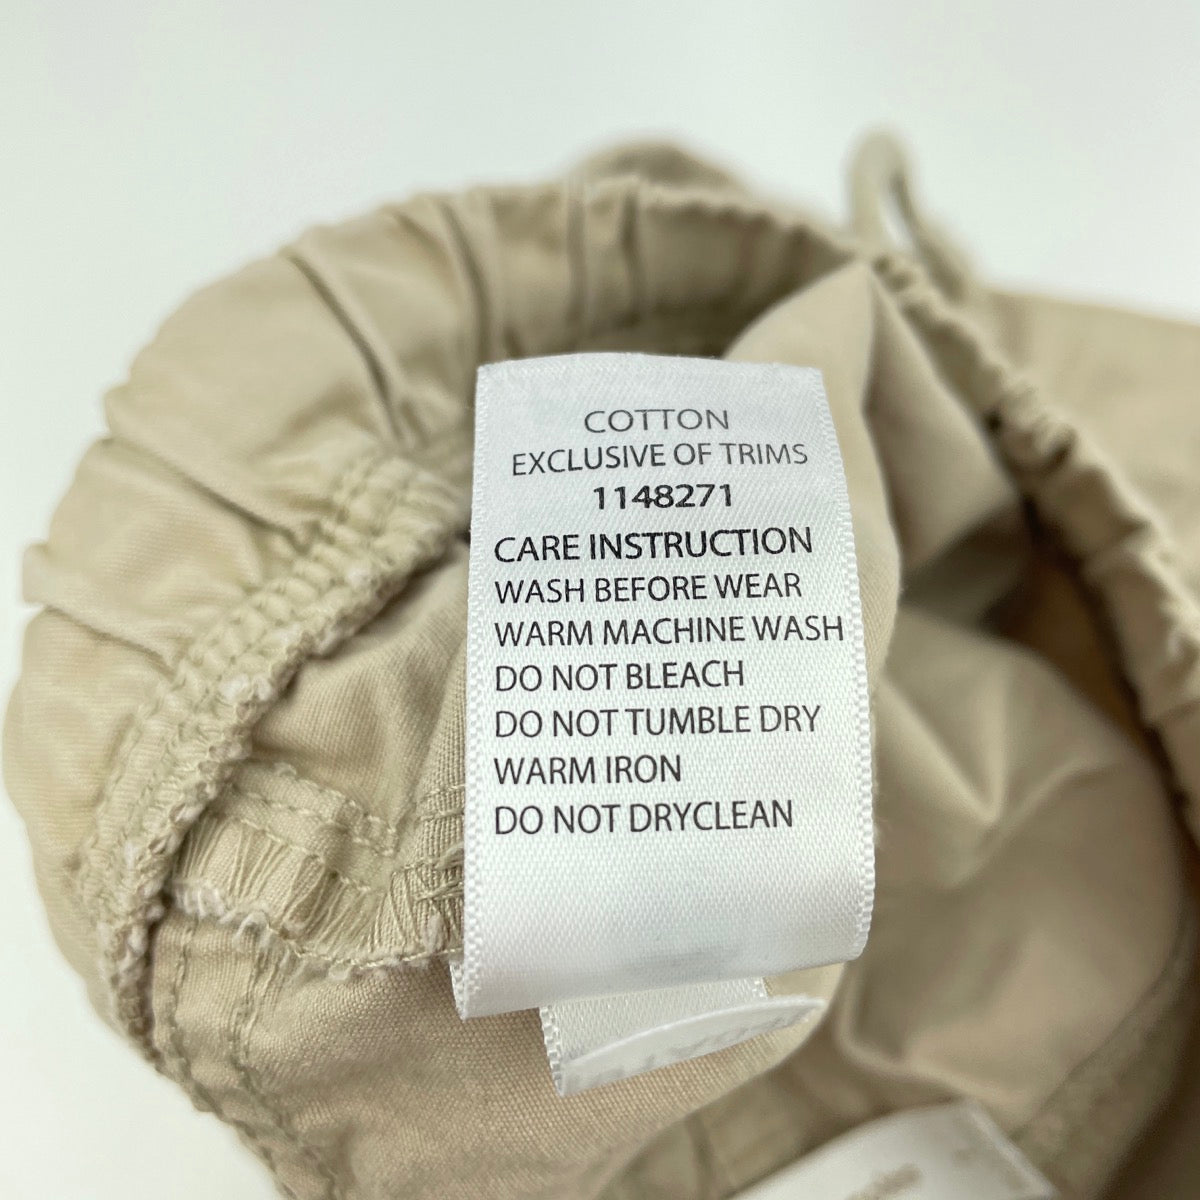 COTTON
EXCLUSIVE OF TRIMS
1148271
CARE INSTRUCTION
WASH BEFORE WEAR
WARM MACHINE WASH
DO NOT BLEACH
DO NOT TUMBLE DRY
WARM IRON
DO NOT DRYCLEAN